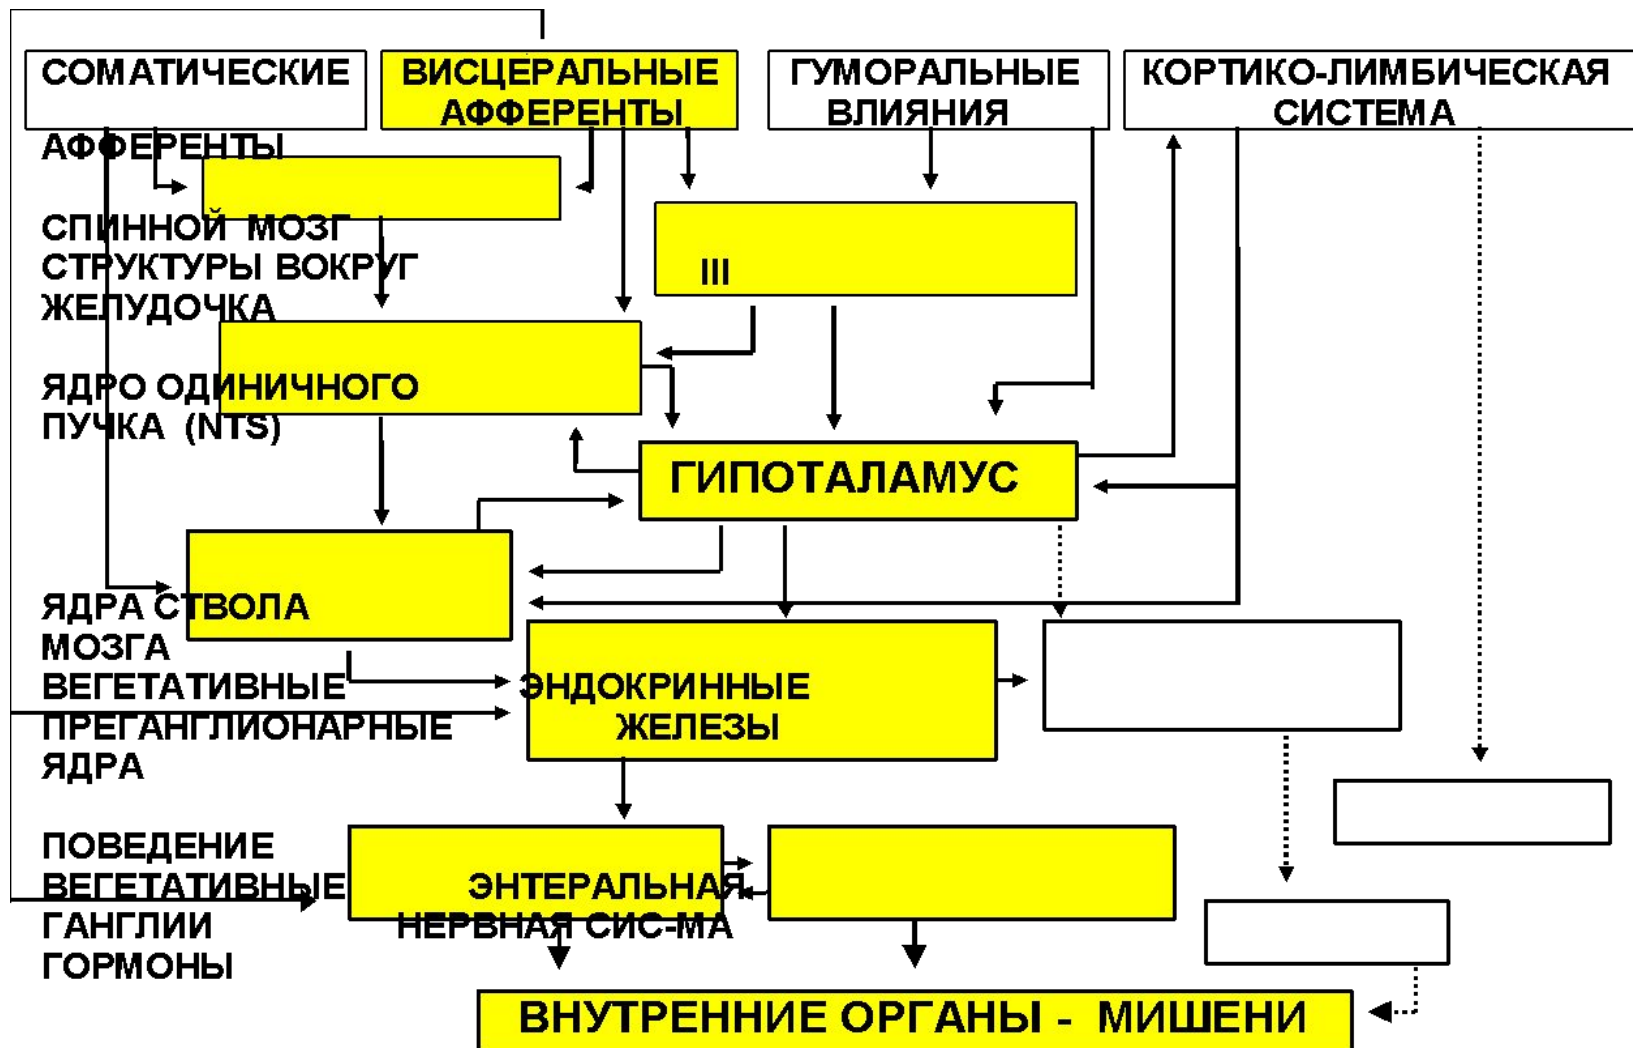 СОМАТИЧЕСКИЕ
АФФЕРЕНТЫ
ВИСЦЕРАЛЬНЫЕ
АФФЕРЕНТЫ
ГУМОРАЛЬНЫЕ
ВЛИЯНИЯ
КОРТИКО-ЛИМБИЧЕСКАЯ
СИСТЕМА
СПИННОЙ МОЗГ
СТРУКТУРЫ ВОКРУГ
III
ЖЕЛУДОЧКА
ЯДРО ОДИНИЧНОГО
ПУЧКА (NTS)
ГИПОТАЛАМУС
ЯДРА СТВОЛА
МОЗГА
ВЕГЕТАТИВНЫЕ
ПРЕГАНГЛИОНАРНЫЕ
ЯДРА
ЭНДОКРИННЫЕ
ЖЕЛЕЗЫ
ПОВЕДЕНИЕ
ВЕГЕТАТИВНЫЕ
ГАНГЛИИ
ГОРМОНЫ
ЭНТЕРАЛЬНАЯ
НЕРВНАЯ СИС-МА
ВНУТРЕННИЕ ОРГАНЫ - МИШЕНИ